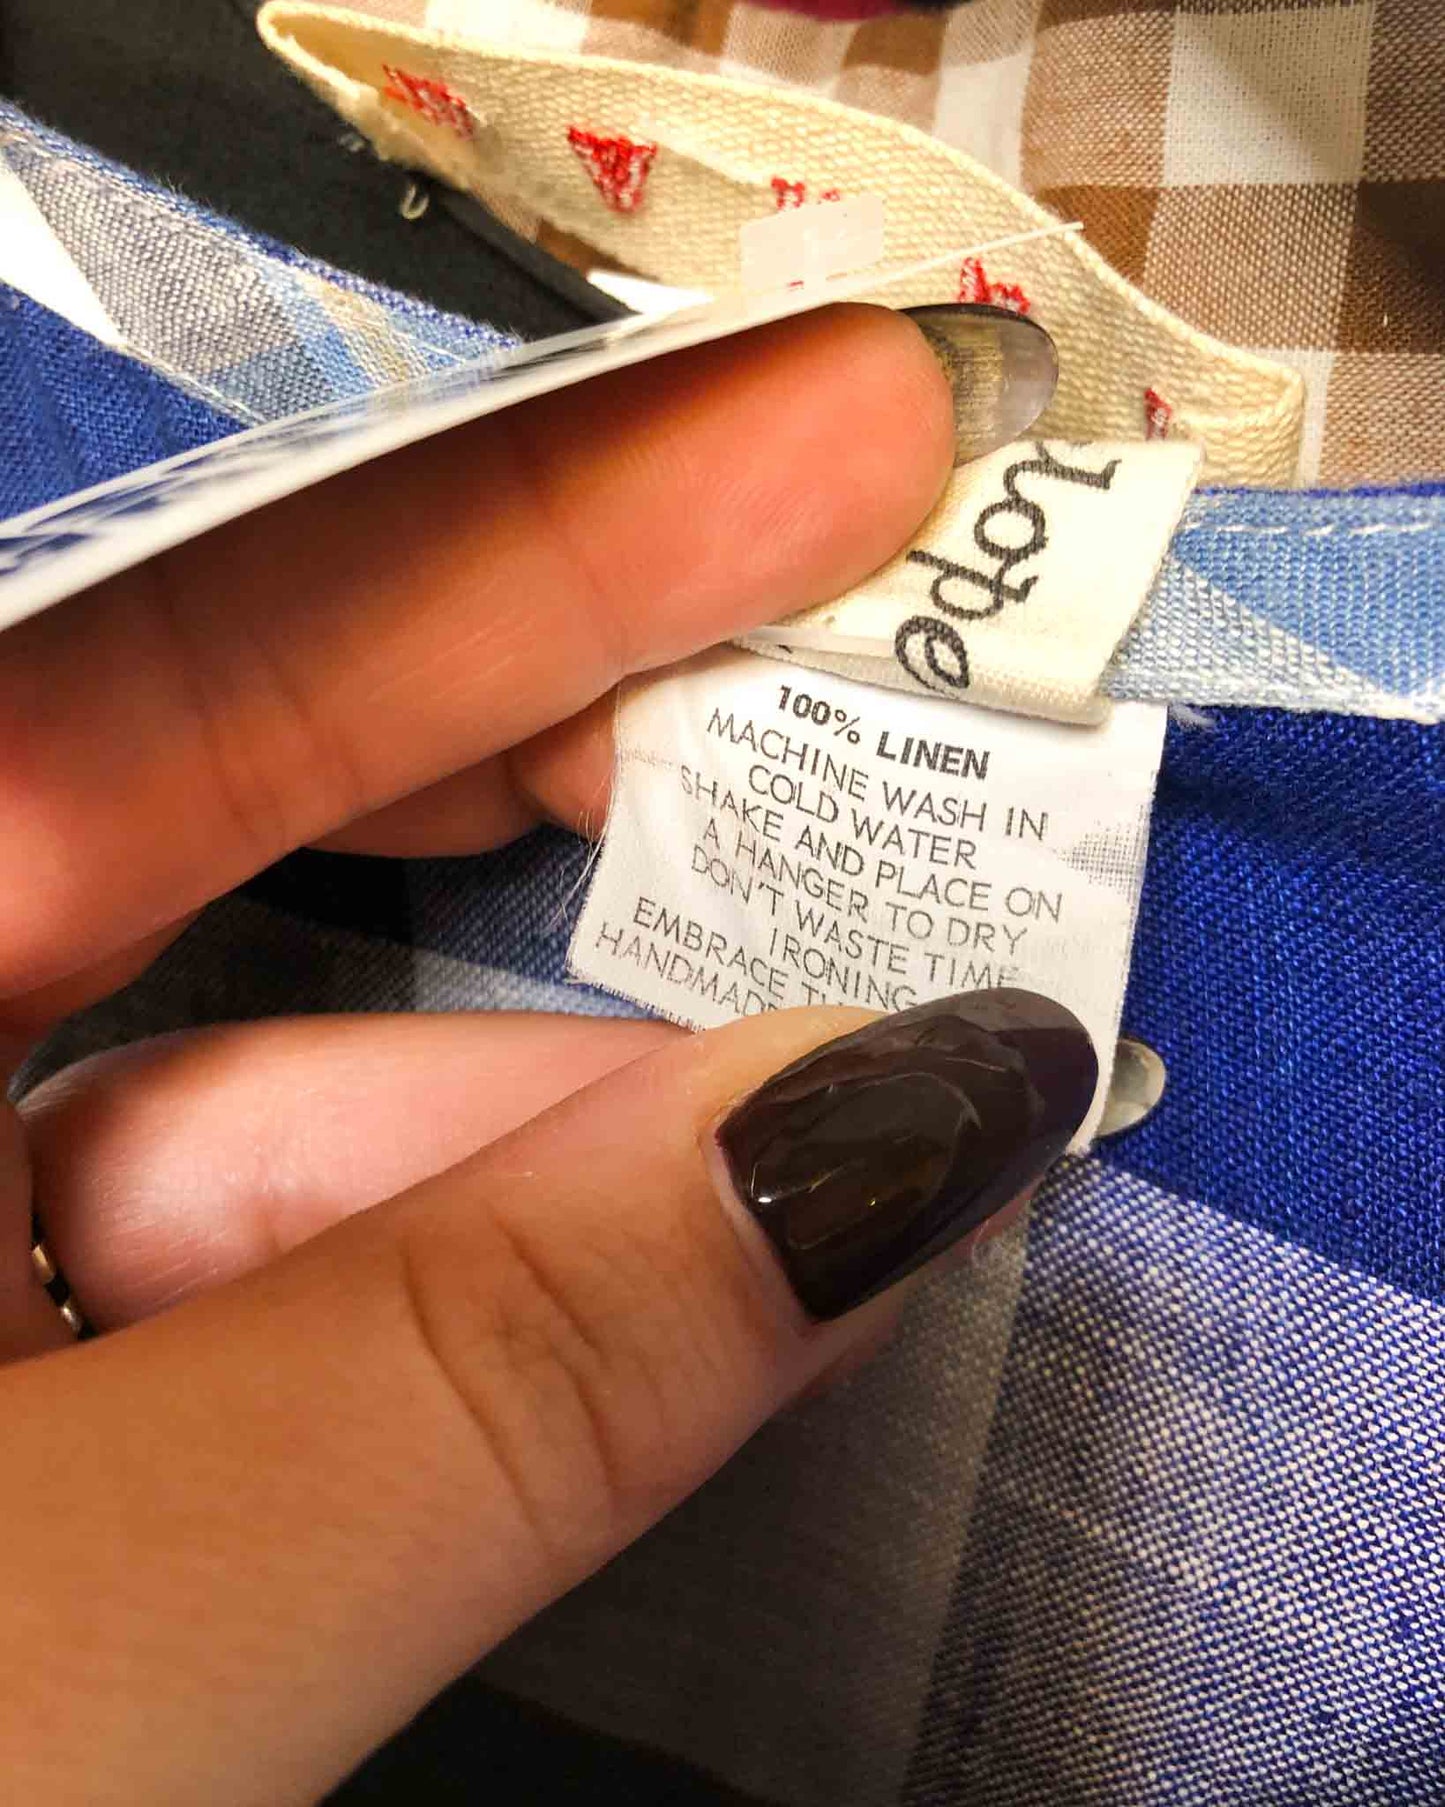 lope
100% LINEN
MACHINE WASH IN
COLD WATER
SHAKE AND PLACE ON
A HANGER TO DRY
DON'T WASTE TIME
IRONING
EMBRACE
HANDMADE